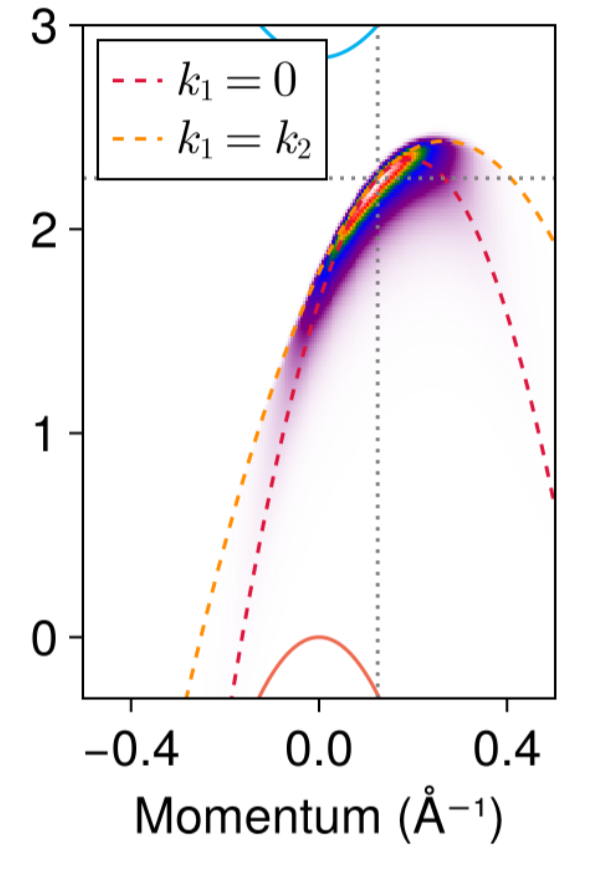 3
k₁ = 0
k₁ = k₂
2
1
0
−0.4 0.0 0.4
Momentum (Å⁻¹)